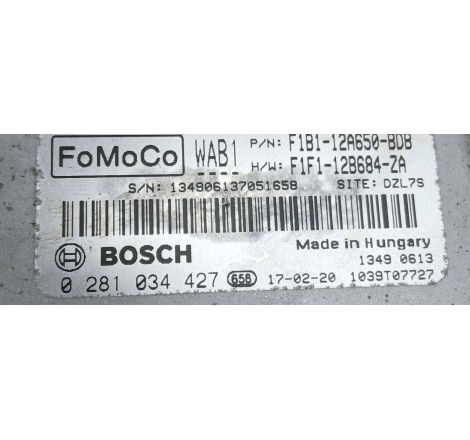 FoMoCo WAB1 P/N: F1B1-12A650-BDB
H/W: F1F1-12B684-ZA
S/N: 134906137051658 SITE: DZL7S
BOSCH Made in Hungary
1349 0613
0 281 034 427 658 17-02-20 1039T07727